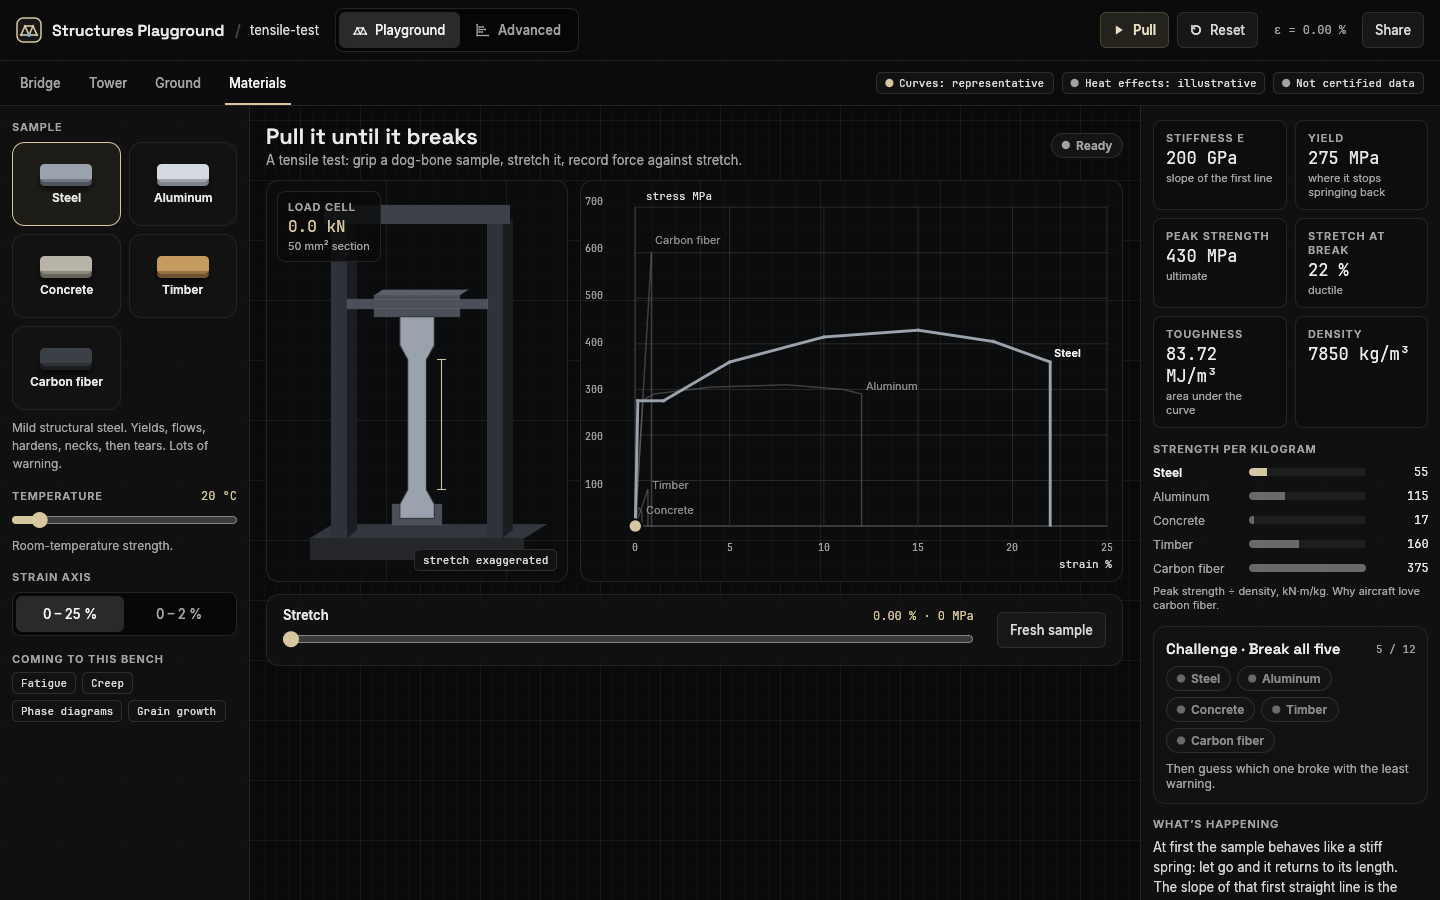 Structures Playground / tensile-test
Playground
Advanced
Pull
Reset
ε = 0.00 %
Share
Bridge
Tower
Ground
Materials
Curves: representative
Heat effects: illustrative
Not certified data
SAMPLE
Steel
Aluminum
Concrete
Timber
Carbon fiber
Mild structural steel. Yields, flows,
hardens, necks, then tears. Lots of
warning.
TEMPERATURE
20 °C
Room-temperature strength.
STRAIN AXIS
0 – 25 %
0 – 2 %
COMING TO THIS BENCH
Fatigue
Creep
Phase diagrams
Grain growth
Pull it until it breaks
A tensile test: grip a dog-bone sample, stretch it, record force against stretch.
Ready
LOAD CELL
0.0 kN
50 mm² section
stretch exaggerated
stress MPa
700
600
500
400
300
200
100
Carbon fiber
Steel
Aluminum
Timber
Concrete
0
5
10
15
20
25
strain %
Stretch
0.00 % · 0 MPa
Fresh sample
STIFFNESS E
200 GPa
slope of the first line
YIELD
275 MPa
where it stops
springing back
PEAK STRENGTH
430 MPa
ultimate
STRETCH AT
BREAK
22 %
ductile
TOUGHNESS
83.72
MJ/m³
area under the
curve
DENSITY
7850 kg/m³
STRENGTH PER KILOGRAM
Steel 55
Aluminum 115
Concrete 17
Timber 160
Carbon fiber 375
Peak strength ÷ density, kN·m/kg. Why aircraft love
carbon fiber.
Challenge · Break all five
5 / 12
Steel
Aluminum
Concrete
Timber
Carbon fiber
Then guess which one broke with the least
warning.
WHAT'S HAPPENING
At first the sample behaves like a stiff
spring: let go and it returns to its length.
The slope of that first straight line is the